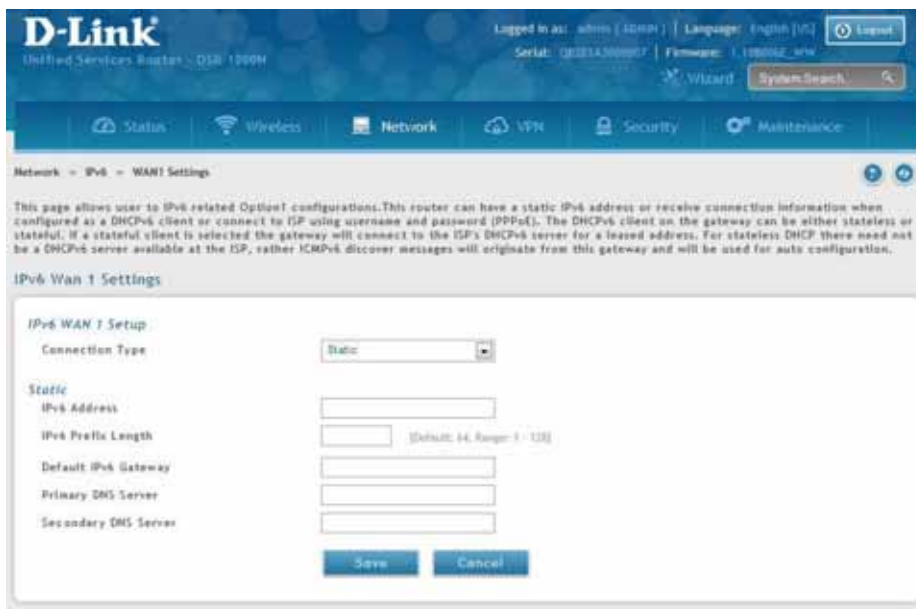 D-Link
Unified Services Router - DSR-1000N
Logged in as: admin [ ADMIN ] | Language: English [US]
Logout
Serial: | Firmware:
Wizard
System Search
Status
Wireless
Network
VPN
Security
Maintenance
Network » IPv6 » WAN1 Settings
This page allows user to IPv6 related Option1 configurations.This router can have a static IPv6 address or receive connection information when
configured as a DHCPv6 client or connect to ISP using username and password (PPPoE). The DHCPv6 client on the gateway can be either stateless or
stateful. If a stateful client is selected the gateway will connect to the ISP's DHCPv6 server for a leased address. For stateless DHCP there need not
be a DHCPv6 server available at the ISP, rather ICMPv6 discover messages will originate from this gateway and will be used for auto configuration.
IPv6 Wan 1 Settings
IPv6 WAN 1 Setup
Connection Type
Static
Static
IPv6 Address
IPv6 Prefix Length
[Default: 64, Range: 1 - 128]
Default IPv6 Gateway
Primary DNS Server
Secondary DNS Server
Save
Cancel